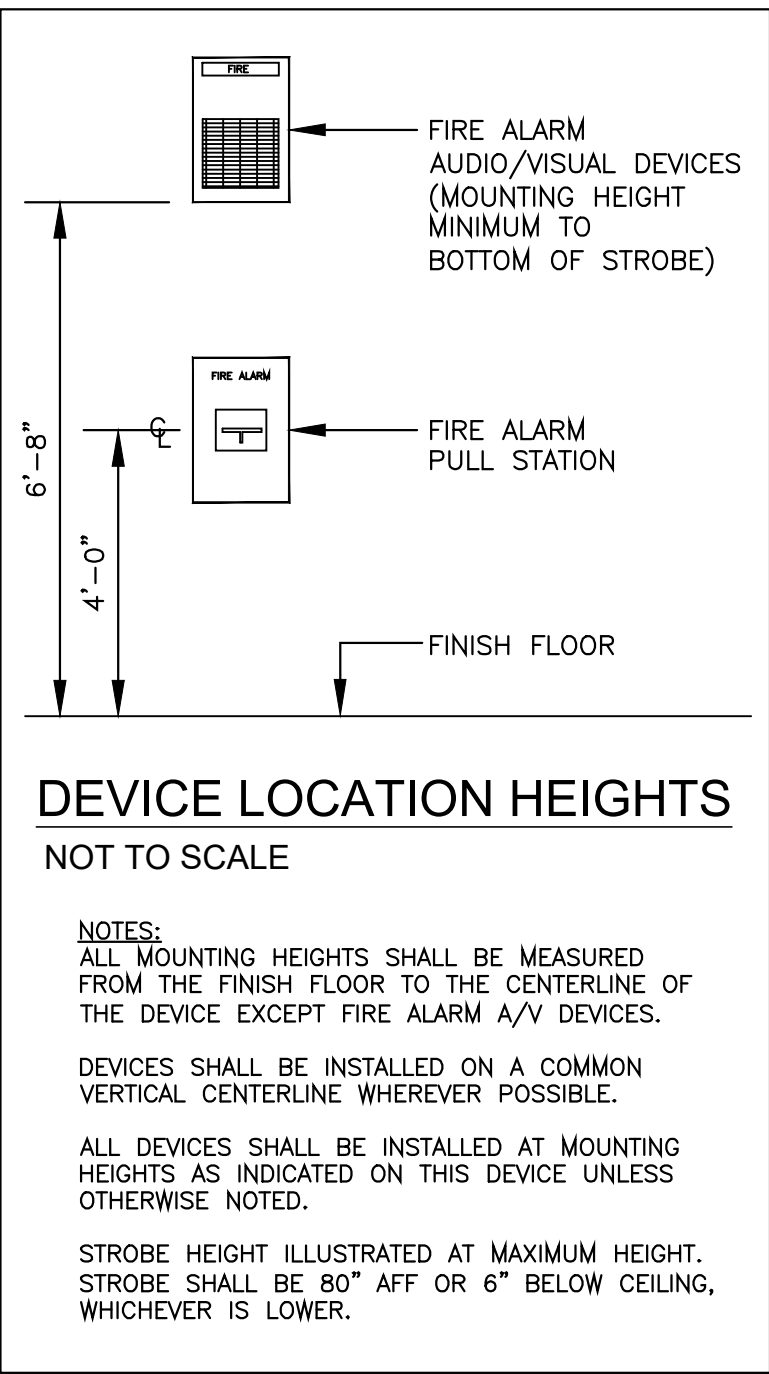 FIRE
FIRE ALARM
AUDIO/VISUAL DEVICES
(MOUNTING HEIGHT
MINIMUM TO
BOTTOM OF STROBE)
FIRE ALARM
6'-8"
4'-0"
CL
FIRE ALARM
PULL STATION
FINISH FLOOR
DEVICE LOCATION HEIGHTS
NOT TO SCALE
NOTES:
ALL MOUNTING HEIGHTS SHALL BE MEASURED
FROM THE FINISH FLOOR TO THE CENTERLINE OF
THE DEVICE EXCEPT FIRE ALARM A/V DEVICES.
DEVICES SHALL BE INSTALLED ON A COMMON
VERTICAL CENTERLINE WHEREVER POSSIBLE.
ALL DEVICES SHALL BE INSTALLED AT MOUNTING
HEIGHTS AS INDICATED ON THIS DEVICE UNLESS
OTHERWISE NOTED.
STROBE HEIGHT ILLUSTRATED AT MAXIMUM HEIGHT.
STROBE SHALL BE 80" AFF OR 6" BELOW CEILING,
WHICHEVER IS LOWER.